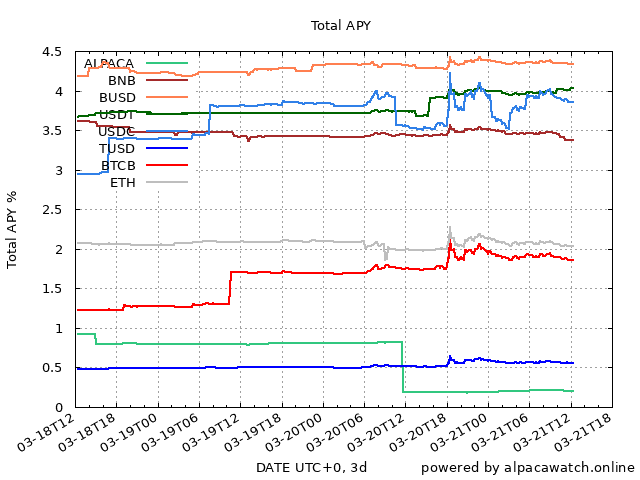 Total APY
Total APY %
4.5
4
3.5
3
2.5
2
1.5
1
0.5
0
ALPACA
BNB
BUSD
USDT
USDC
TUSD
BTCB
ETH
03-18T12
03-18T18
03-19T00
03-19T06
03-19T12
03-19T18
03-20T00
03-20T06
03-20T12
03-20T18
03-21T00
03-21T06
03-21T12
03-21T18
DATE UTC+0, 3d
powered by alpacawatch.online